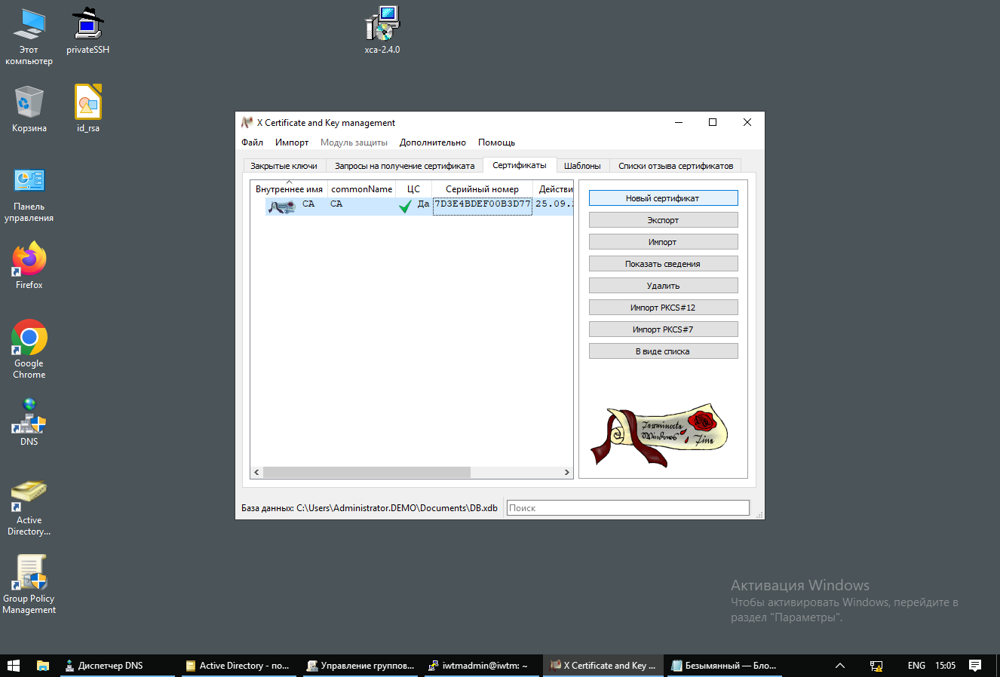 Этот
компьютер
privateSSH
xca-2.4.0
Корзина
id_rsa
Панель
управления
Firefox
Google
Chrome
DNS
Active
Directory...
Group Policy
Management
X Certificate and Key management
Файл Импорт Модуль защиты Дополнительно Помощь
Закрытые ключи Запросы на получение сертификата Сертификаты Шаблоны Списки отзыва сертификатов
Внутреннее имя commonName ЦС Серийный номер Действи
CA CA Да 7D3E4BDEF00B3D77 25.09.
Новый сертификат
Экспорт
Импорт
Показать сведения
Удалить
Импорт PKCS#12
Импорт PKCS#7
В виде списка
Terminate
Windows
Fine
База данных: C:\Users\Administrator.DEMO\Documents\DB.xdb Поиск
Активация Windows
Чтобы активировать Windows, перейдите в
раздел "Параметры".
Диспетчер DNS Active Directory - по... Управление группов... iwtmadmin@iwtm: ~ X Certificate and Key ... Безымянный — Бло... ENG 15:05